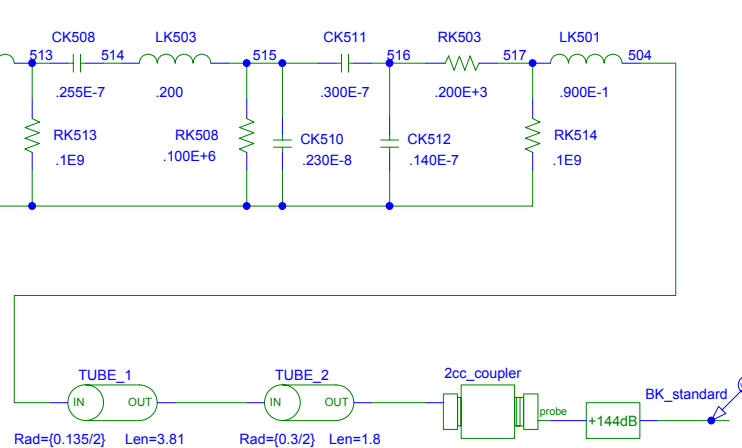 CK508 LK503 CK511 RK503 LK501
513 514 515 516 517 504
.255E-7 .200 .300E-7 .200E+3 .900E-1
RK513 RK508 CK510 CK512 RK514
.1E9 .100E+6 .230E-8 .140E-7 .1E9
TUBE_1 TUBE_2 2cc_coupler
BK_standard
IN OUT IN OUT probe
+144dB
Rad={0.135/2} Len=3.81 Rad={0.3/2} Len=1.8